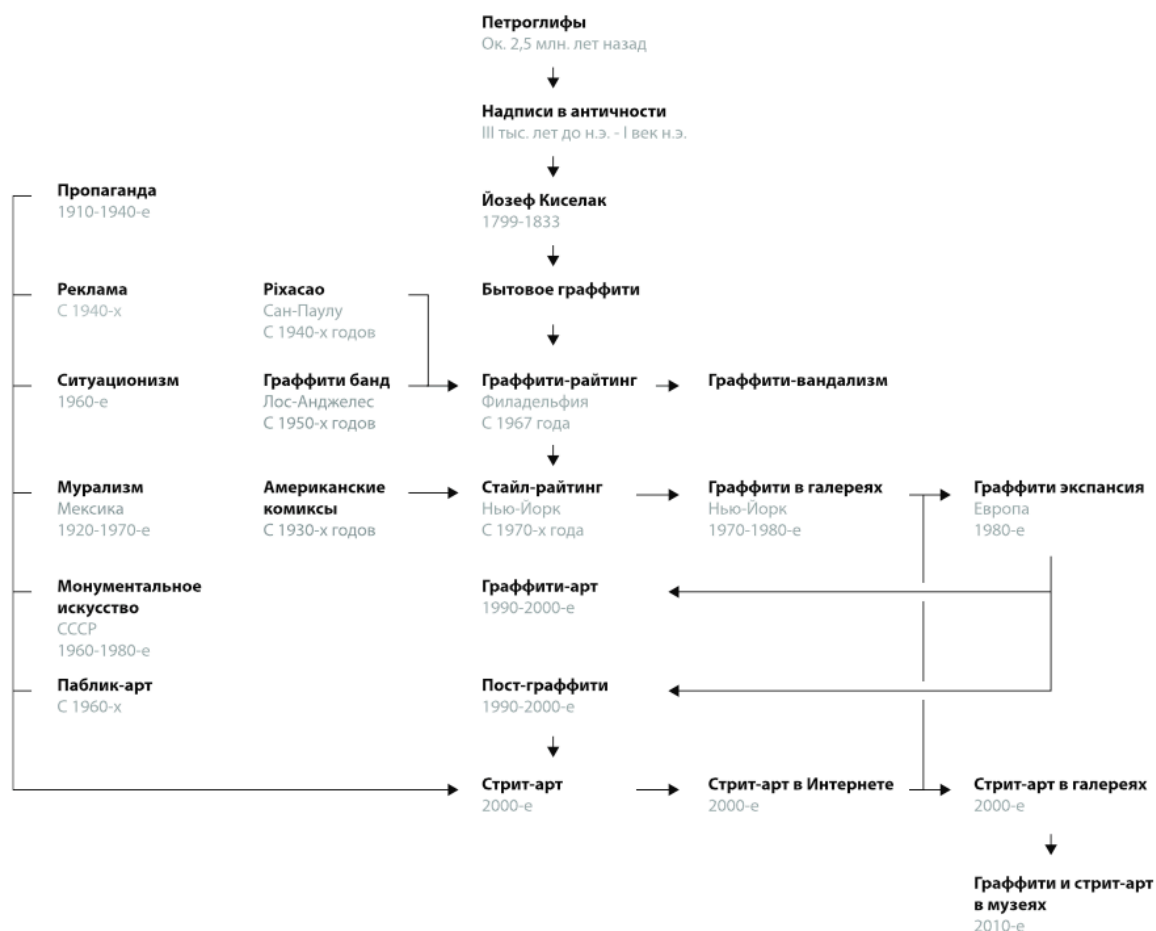 Петроглифы
Ок. 2,5 млн. лет назад
Надписи в античности
III тыс. лет до н.э. - I век н.э.
Пропаганда
1910-1940-е
Йозеф Киселак
1799-1833
Реклама
С 1940-х
Pixacao
Сан-Паулу
С 1940-х годов
Бытовое граффити
Ситуационизм
1960-е
Граффити банд
Лос-Анджелес
С 1950-х годов
Граффити-райтинг
Филадельфия
С 1967 года
Граффити-вандализм
Мурализм
Мексика
1920-1970-е
Американские
комиксы
С 1930-х годов
Стайл-райтинг
Нью-Йорк
С 1970-х года
Граффити в галереях
Нью-Йорк
1970-1980-е
Граффити экспансия
Европа
1980-е
Монументальное
искусство
СССР
1960-1980-е
Граффити-арт
1990-2000-е
Паблик-арт
С 1960-х
Пост-граффити
1990-2000-е
Стрит-арт
2000-е
Стрит-арт в Интернете
2000-е
Стрит-арт в галереях
2000-е
Граффити и стрит-арт
в музеях
2010-е